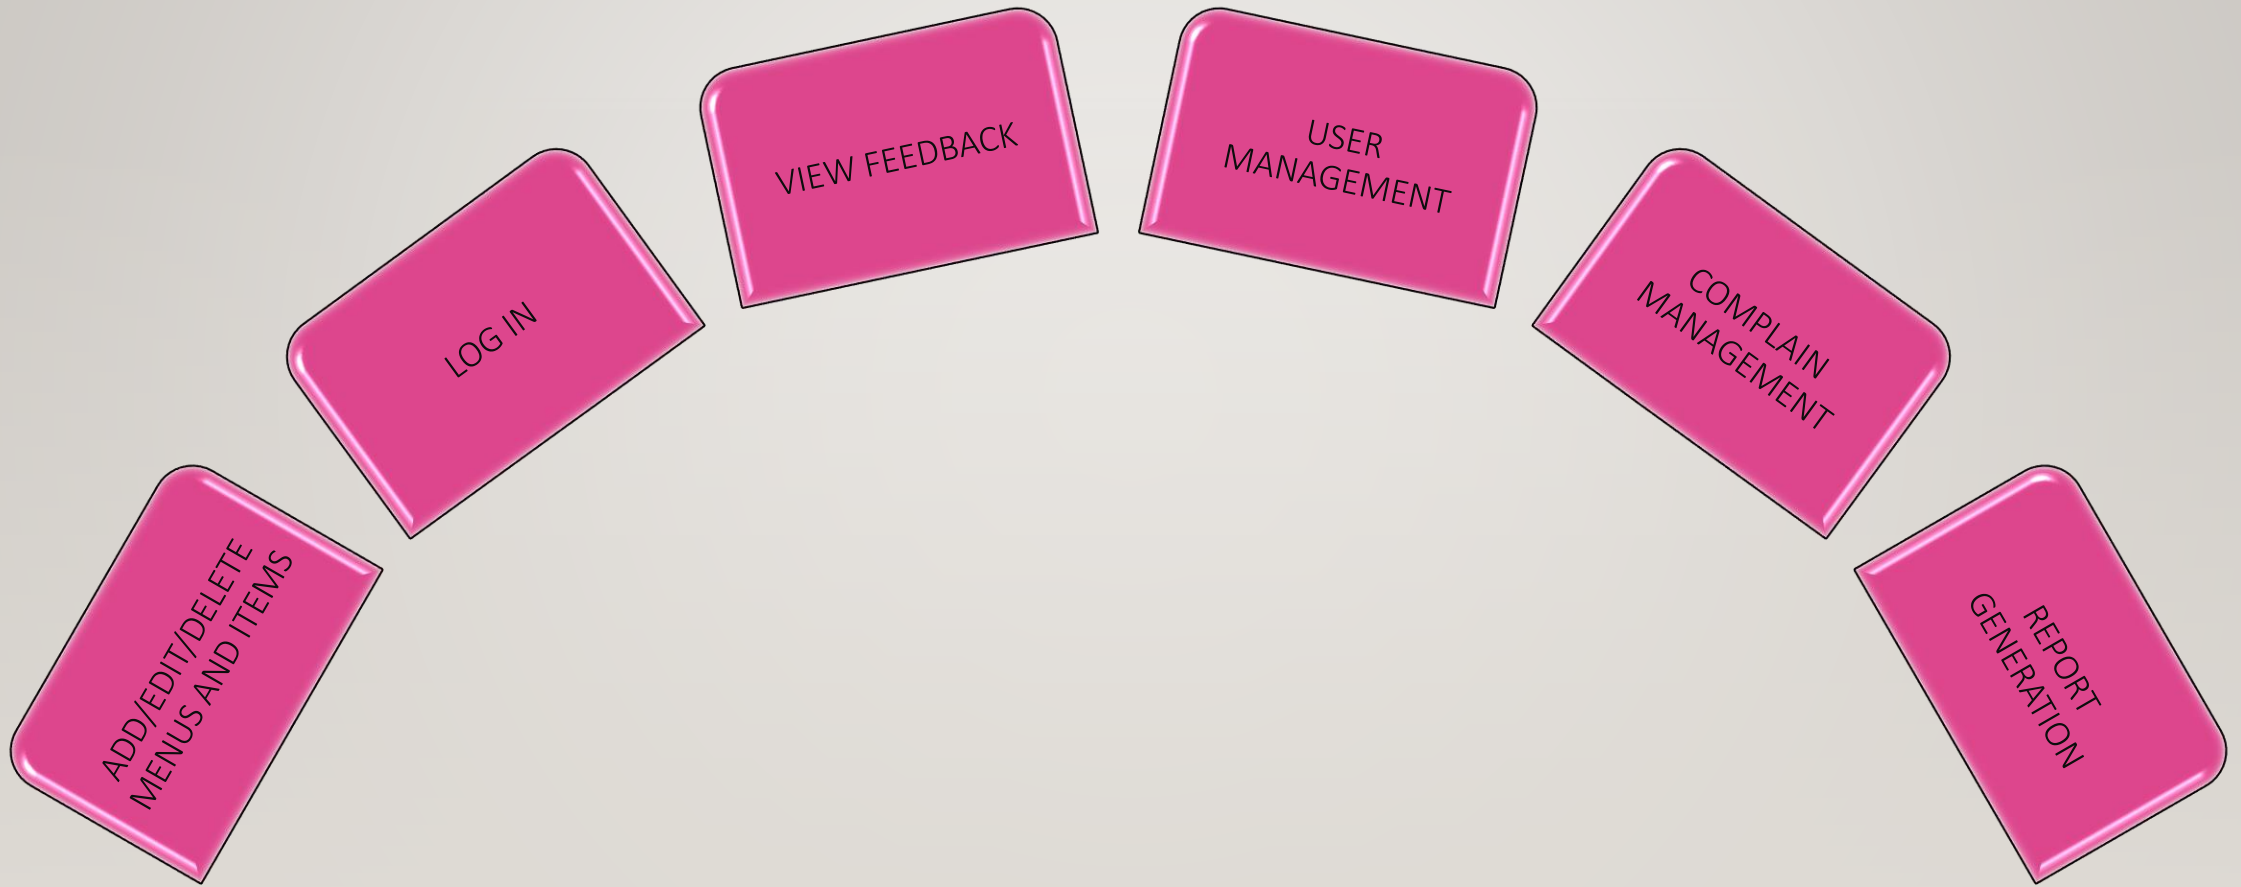 ADD/EDIT/DELETE
MENUS AND ITEMS
LOG IN
VIEW FEEDBACK
USER
MANAGEMENT
COMPLAIN
MANAGEMENT
REPORT
GENERATION